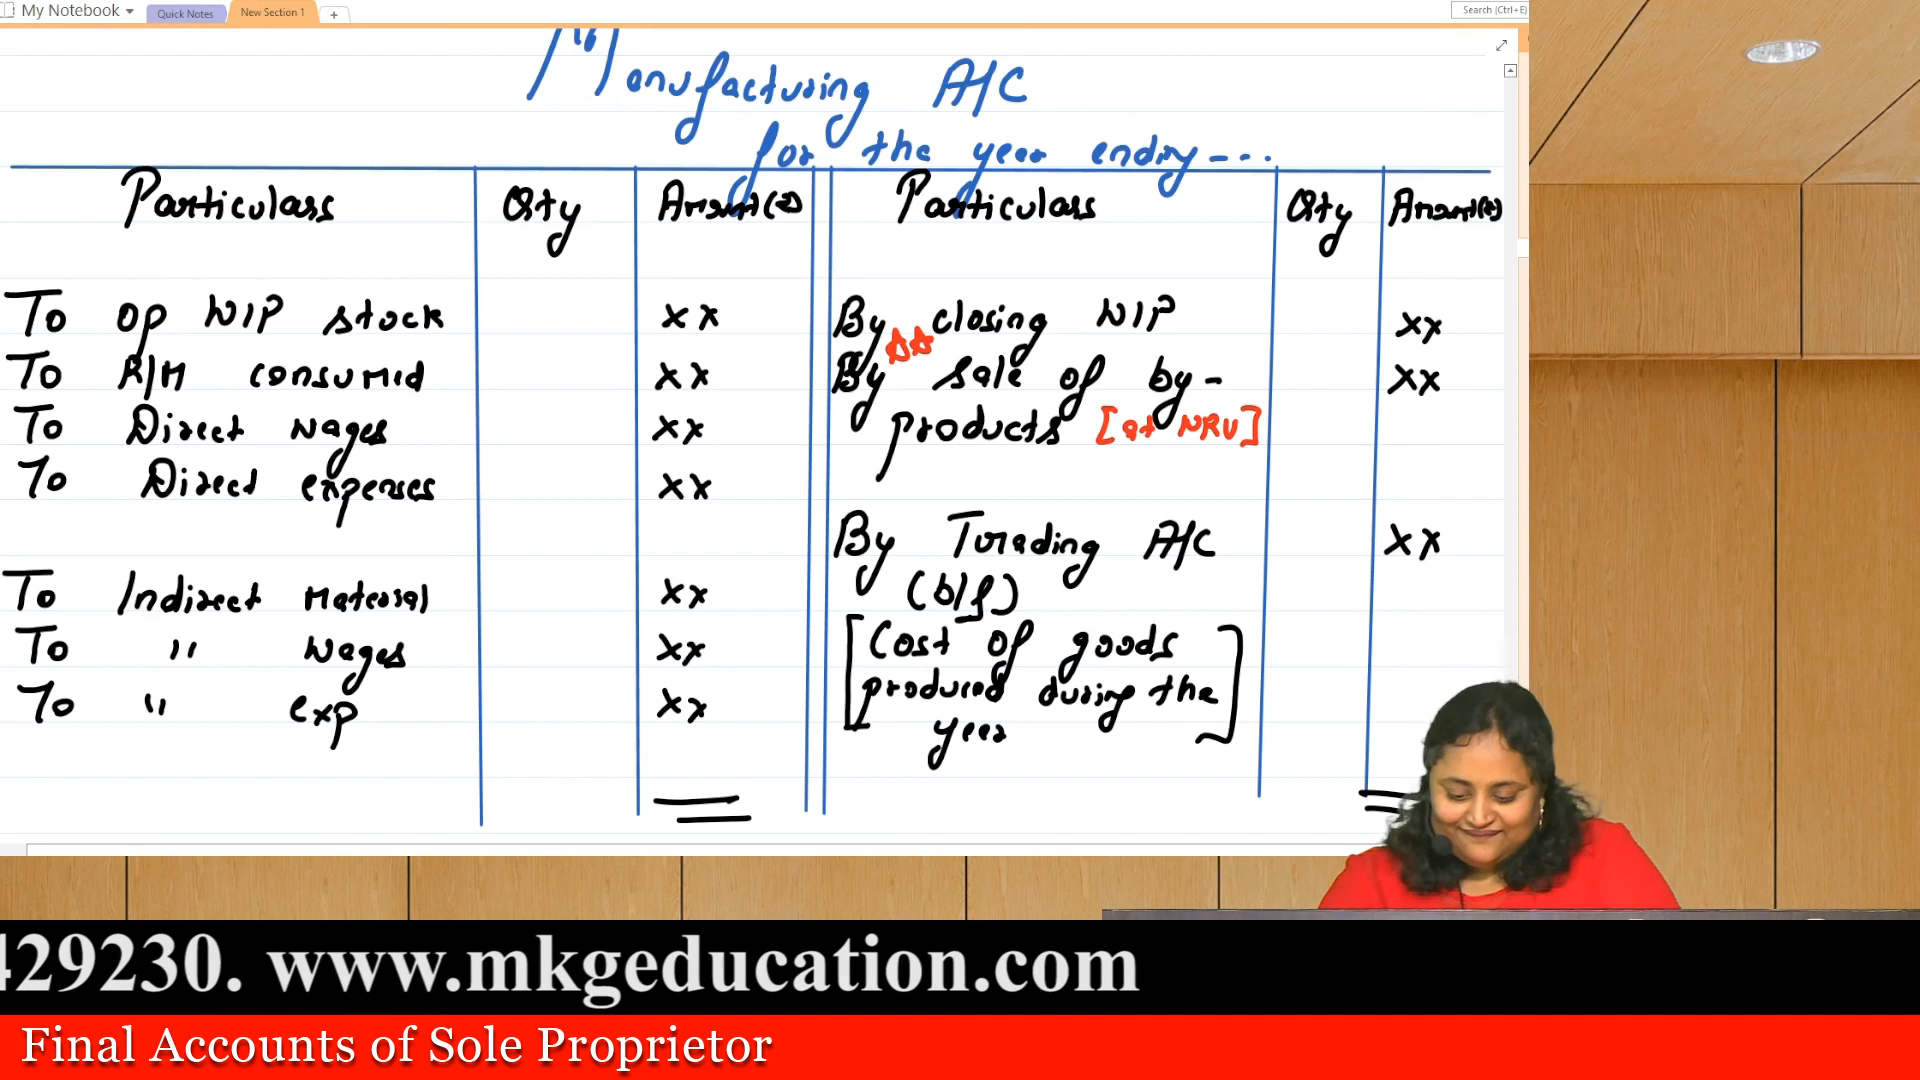 My Notebook
Quick Notes
New Section 1
Search (Ctrl+E)
Manufacturing A/C
for the year ending - - -
Particulars Qty Amount(₹) Particulars Qty Amount(₹)
To Op WIP stock xx By closing WIP xx
To R/M consumed xx By sale of by-
products [at NRV] xx
To Direct wages xx
To Direct expenses xx
By Trading A/C xx
(b/f)
To Indirect Material xx
[Cost of goods
produced during the
year]
To " wages xx
To " exp xx
429230. www.mkgeducation.com
Final Accounts of Sole Proprietor